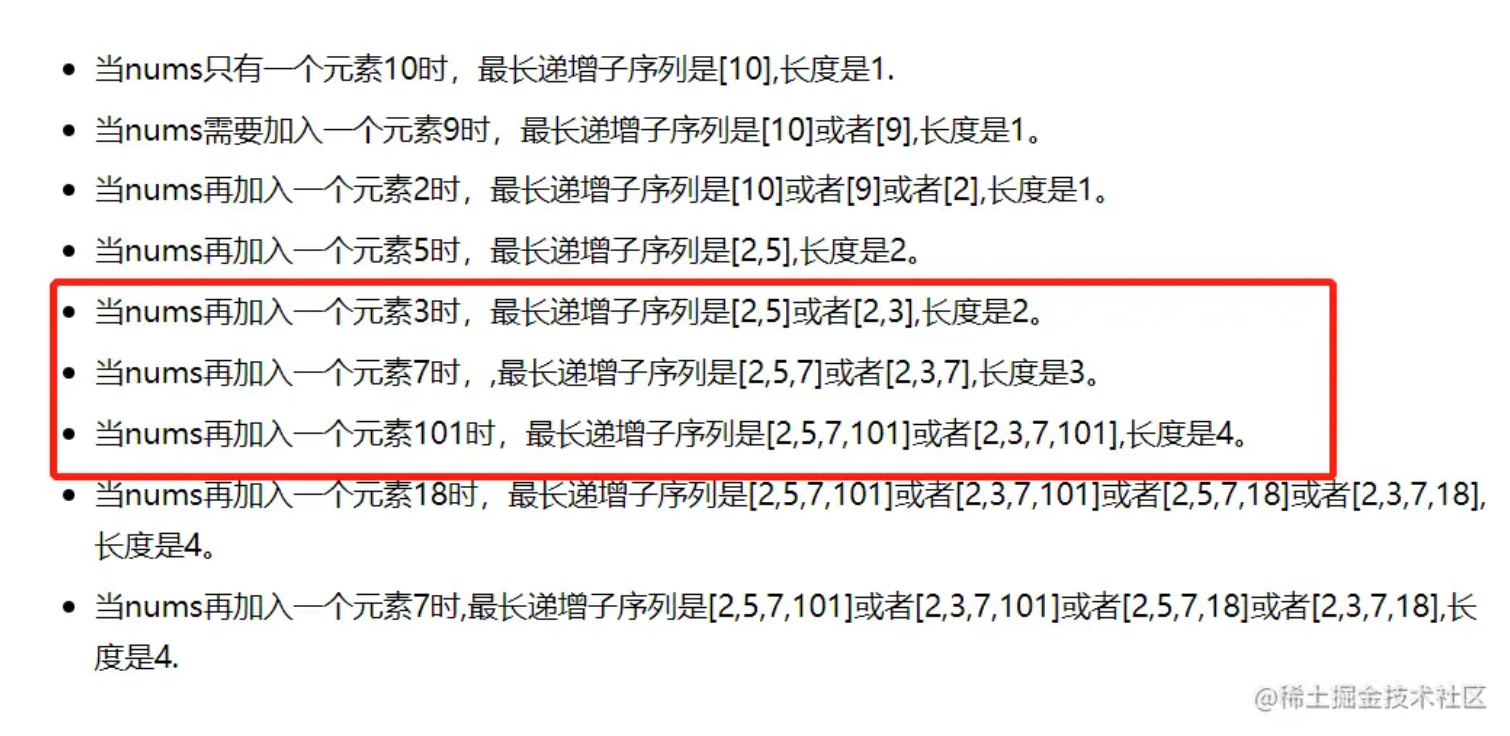 当nums只有一个元素10时，最长递增子序列是[10],长度是1.
当nums需要加入一个元素9时，最长递增子序列是[10]或者[9],长度是1。
当nums再加入一个元素2时，最长递增子序列是[10]或者[9]或者[2],长度是1。
当nums再加入一个元素5时，最长递增子序列是[2,5],长度是2。
当nums再加入一个元素3时，最长递增子序列是[2,5]或者[2,3],长度是2。
当nums再加入一个元素7时，,最长递增子序列是[2,5,7]或者[2,3,7],长度是3。
当nums再加入一个元素101时，最长递增子序列是[2,5,7,101]或者[2,3,7,101],长度是4。
当nums再加入一个元素18时，最长递增子序列是[2,5,7,101]或者[2,3,7,101]或者[2,5,7,18]或者[2,3,7,18],
长度是4。
当nums再加入一个元素7时,最长递增子序列是[2,5,7,101]或者[2,3,7,101]或者[2,5,7,18]或者[2,3,7,18],长
度是4.
@稀土掘金技术社区